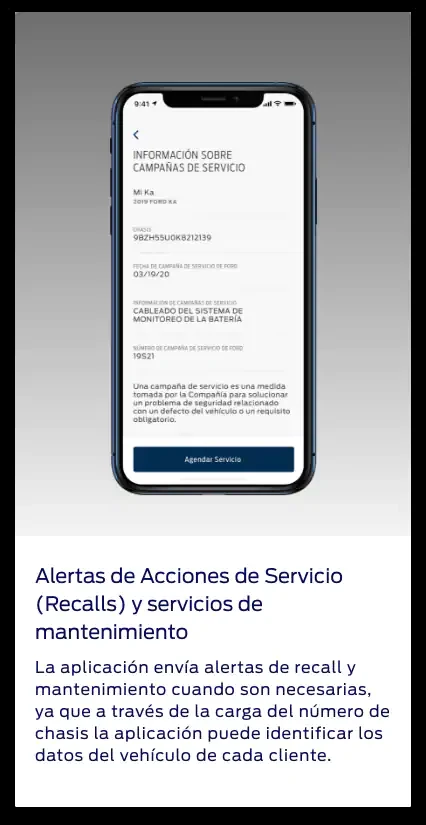 9:41
INFORMACIÓN SOBRE
CAMPAÑAS DE SERVICIO
Mi Ka
2019 FORD KA
CHASIS
9BZH55U0K8212139
FECHA DE CAMPAÑA DE SERVICIO DE FORD
03/19/20
INFORMACIÓN DE CAMPAÑAS DE SERVICIO
CABLEADO DEL SISTEMA DE
MONITOREO DE LA BATERÍA
NÚMERO DE CAMPAÑA DE SERVICIO DE FORD
19S21
Una campaña de servicio es una medida
tomada por la Compañía para solucionar
un problema de seguridad relacionado
con un defecto del vehículo o un requisito
obligatorio.
Agendar Servicio
Alertas de Acciones de Servicio
(Recalls) y servicios de
mantenimiento
La aplicación envía alertas de recall y
mantenimiento cuando son necesarias,
ya que a través de la carga del número de
chasis la aplicación puede identificar los
datos del vehículo de cada cliente.